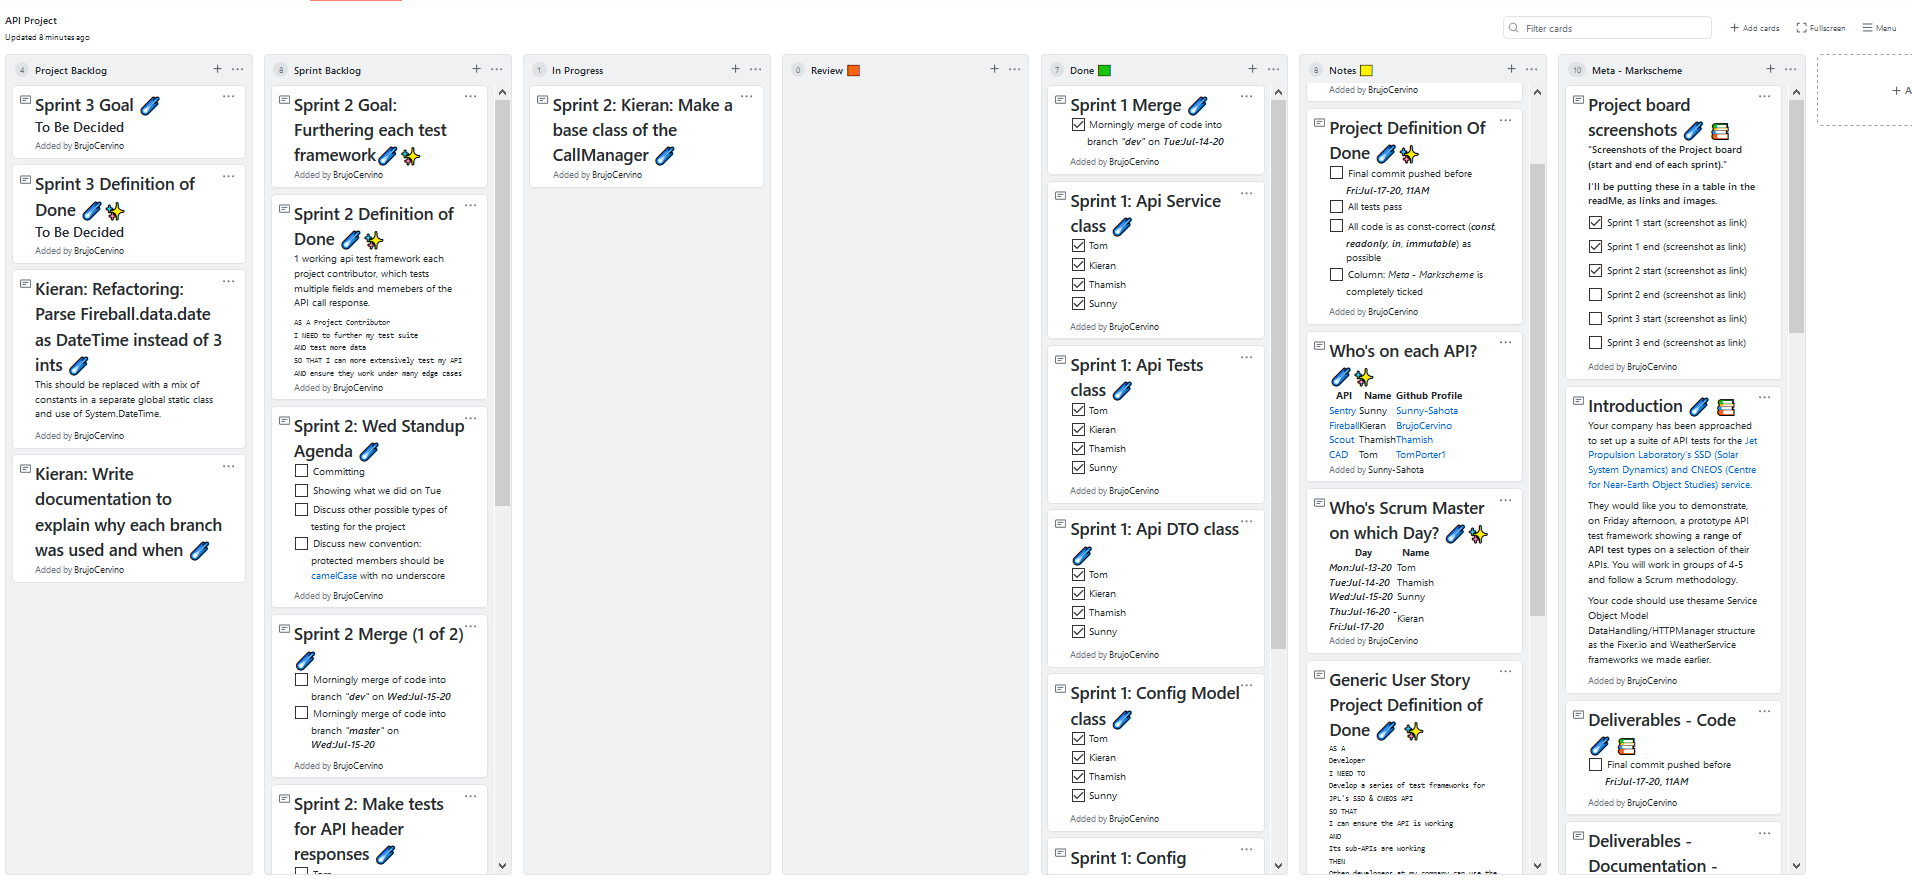 API Project
Updated 8 minutes ago
Filter cards
Add cards
Fullscreen
Menu
4 Project Backlog
Sprint 3 Goal
To Be Decided
Added by BrujoCervino
Sprint 3 Definition of
Done
To Be Decided
Added by BrujoCervino
Kieran: Refactoring:
Parse Fireball.data.date
as DateTime instead of 3
ints
This should be replaced with a mix of
constants in a separate global static class
and use of System.DateTime.
Added by BrujoCervino
Kieran: Write
documentation to
explain why each branch
was used and when
Added by BrujoCervino
8 Sprint Backlog
Sprint 2 Goal:
Furthering each test
framework
Added by BrujoCervino
Sprint 2 Definition of
Done
1 working api test framework each
project contributor, which tests
multiple fields and memebers of the
API call response.
AS A Project Contributor
I NEED to further my test suite
AND test more data
SO THAT I can more extensively test my API
AND ensure they work under many edge cases
Added by BrujoCervino
Sprint 2: Wed Standup
Agenda
Committing
Showing what we did on Tue
Discuss other possible types of
testing for the project
Discuss new convention:
protected members should be
camelCase with no underscore
Added by BrujoCervino
Sprint 2 Merge (1 of 2)
Morningly merge of code into
branch "dev" on Wed:Jul-15-20
Morningly merge of code into
branch "master" on
Wed:Jul-15-20
Added by BrujoCervino
Sprint 2: Make tests
for API header
responses
Tom
1 In Progress
Sprint 2: Kieran: Make a
base class of the
CallManager
Added by BrujoCervino
0 Review
7 Done
Sprint 1 Merge
Morningly merge of code into
branch "dev" on Tue:Jul-14-20
Added by BrujoCervino
Sprint 1: Api Service
class
Tom
Kieran
Thamish
Sunny
Added by BrujoCervino
Sprint 1: Api Tests
class
Tom
Kieran
Thamish
Sunny
Added by BrujoCervino
Sprint 1: Api DTO class
Tom
Kieran
Thamish
Sunny
Added by BrujoCervino
Sprint 1: Config Model
class
Tom
Kieran
Thamish
Sunny
Added by BrujoCervino
Sprint 1: Config
8 Notes
Added by BrujoCervino
Project Definition Of
Done
Final commit pushed before
Fri:Jul-17-20, 11AM
All tests pass
All code is as const-correct (const,
readonly, in, immutable) as
possible
Column: Meta - Markscheme is
completely ticked
Added by BrujoCervino
Who's on each API?
API Name Github Profile
Sentry Sunny Sunny-Sahota
Fireball Kieran BrujoCervino
Scout Thamish Thamish
CAD Tom TomPorter1
Added by Sunny-Sahota
Who's Scrum Master
on which Day?
Day Name
Mon:Jul-13-20 Tom
Tue:Jul-14-20 Thamish
Wed:Jul-15-20 Sunny
Thu:Jul-16-20 -
Fri:Jul-17-20 Kieran
Added by BrujoCervino
Generic User Story
Project Definition of
Done
AS A
Developer
I NEED TO
Develop a series of test frameworks for
JPL's SSD & CNEOS API
SO THAT
I can ensure the API is working
AND
Its sub-APIs are working
THEN
Other developers at my company can use the
10 Meta - Markscheme
Project board
screenshots
"Screenshots of the Project board
(start and end of each sprint)."
I'll be putting these in a table in the
readMe, as links and images.
Sprint 1 start (screenshot as link)
Sprint 1 end (screenshot as link)
Sprint 2 start (screenshot as link)
Sprint 2 end (screenshot as link)
Sprint 3 start (screenshot as link)
Sprint 3 end (screenshot as link)
Added by BrujoCervino
Introduction
Your company has been approached
to set up a suite of API tests for the Jet
Propulsion Laboratory's SSD (Solar
System Dynamics) and CNEOS (Centre
for Near-Earth Object Studies) service.
They would like you to demonstrate,
on Friday afternoon, a prototype API
test framework showing a range of
API test types on a selection of their
APIs. You will work in groups of 4-5
and follow a Scrum methodology.
Your code should use thesame Service
Object Model
DataHandling/HTTPManager structure
as the Fixer.io and WeatherService
frameworks we made earlier.
Added by BrujoCervino
Deliverables - Code
Final commit pushed before
Fri:Jul-17-20, 11AM
Added by BrujoCervino
Deliverables -
Documentation -
A